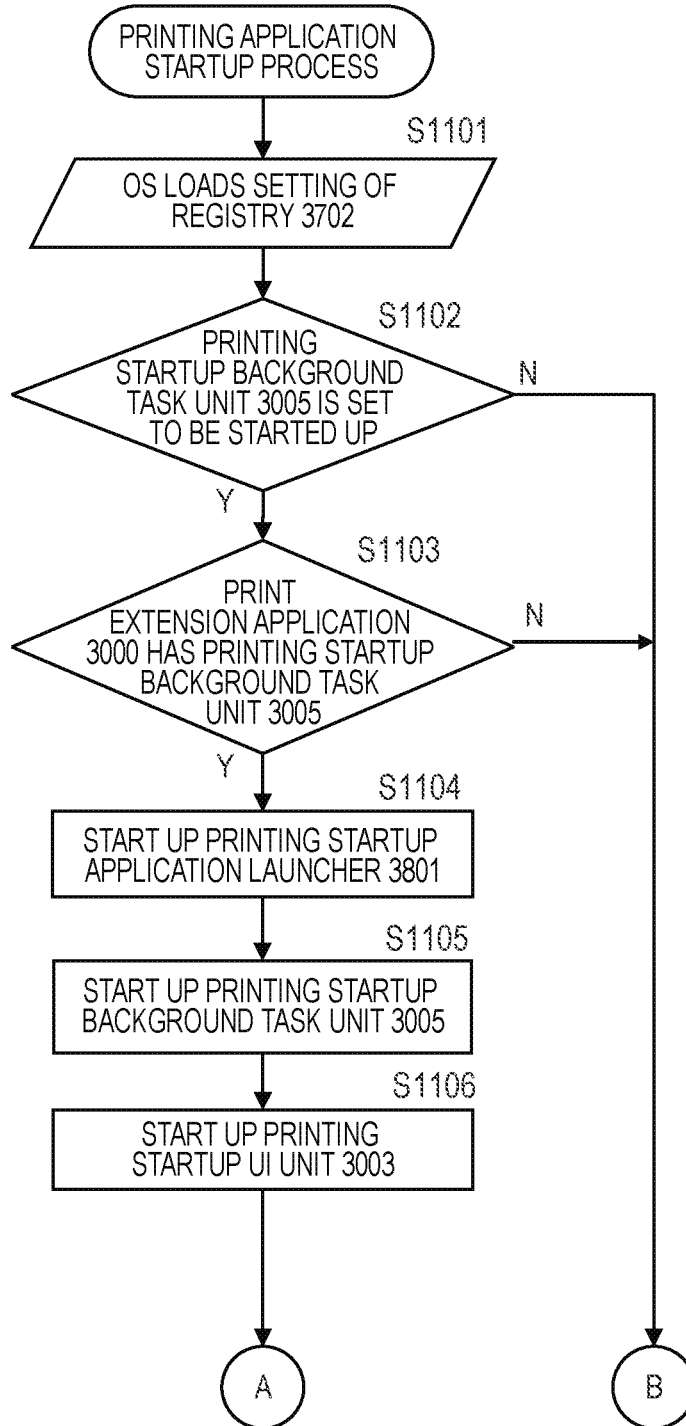 PRINTING APPLICATION
STARTUP PROCESS
S1101
OS LOADS SETTING OF
REGISTRY 3702
S1102
PRINTING
STARTUP BACKGROUND
TASK UNIT 3005 IS SET
TO BE STARTED UP
N
Y
S1103
PRINT
EXTENSION APPLICATION
3000 HAS PRINTING STARTUP
BACKGROUND TASK
UNIT 3005
N
Y
S1104
START UP PRINTING STARTUP
APPLICATION LAUNCHER 3801
S1105
START UP PRINTING STARTUP
BACKGROUND TASK UNIT 3005
S1106
START UP PRINTING
STARTUP UI UNIT 3003
A
B